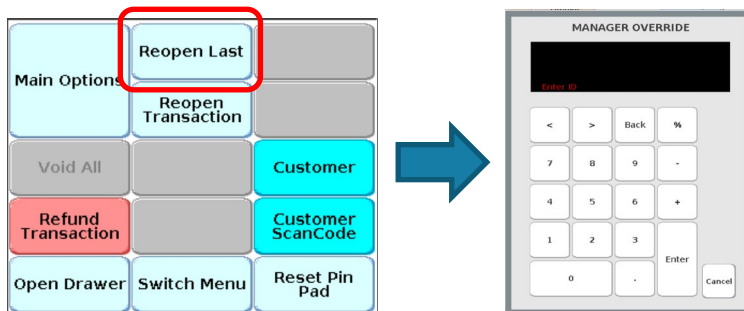 Reopen Last
Main Options
Reopen
Transaction
Void All
Customer
Refund
Transaction
Customer
ScanCode
Open Drawer
Switch Menu
Reset Pin
Pad
MANAGER OVERRIDE
Enter ID
< > Back %
7 8 9 -
4 5 6 +
1 2 3
Enter
0 .
Cancel